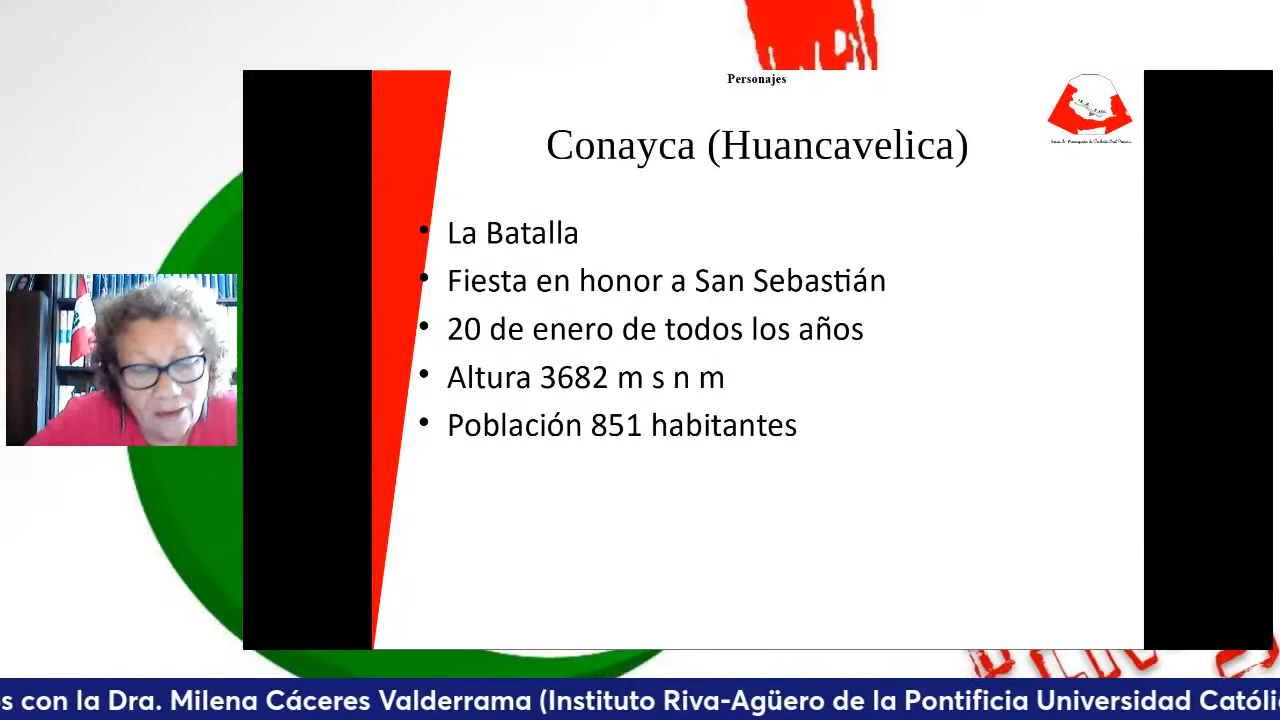 Personajes
Conayca (Huancavelica)
• La Batalla
• Fiesta en honor a San Sebastián
• 20 de enero de todos los años
• Altura 3682 m s n m
• Población 851 habitantes
s con la Dra. Milena Cáceres Valderrama (Instituto Riva-Agüero de la Pontificia Universidad Católi